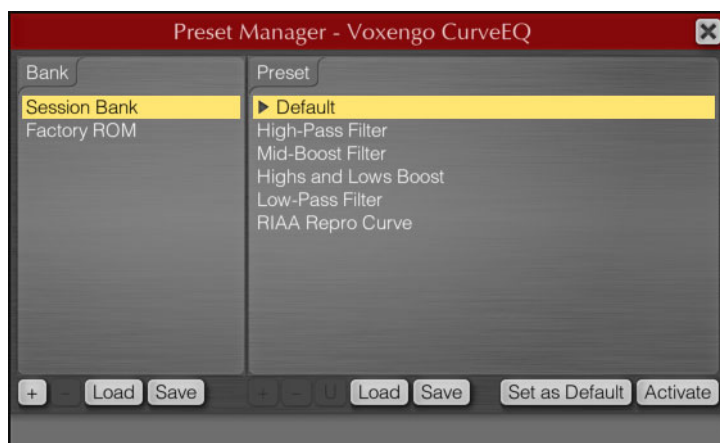 Preset Manager - Voxengo CurveEQ
Bank
Preset
Session Bank
Factory ROM
Default
High-Pass Filter
Mid-Boost Filter
Highs and Lows Boost
Low-Pass Filter
RIAA Repro Curve
+ - Load Save
+ - U Load Save Set as Default Activate